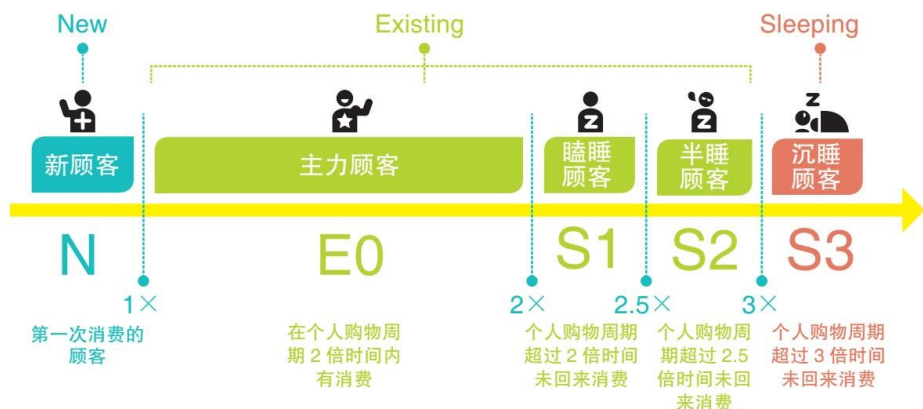 New
Existing
Sleeping
新顾客
主力顾客
瞌睡
顾客
半睡
顾客
沉睡
顾客
N
E0
S1
S2
S3
1×
2×
2.5×
3×
第一次消费的
顾客
在个人购物周
期 2 倍时间内
有消费
个人购物周期
超过 2 倍时间
未回来消费
个人购物周
期超过 2.5
倍时间未回
来消费
个人购物周期
超过 3 倍时间
未回来消费